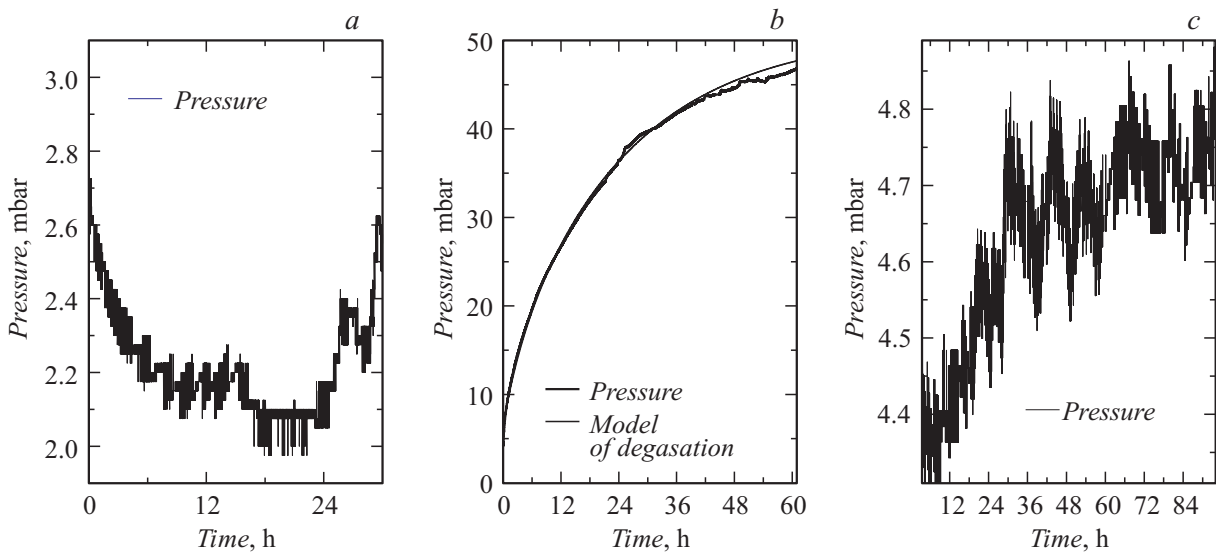 a
3.0
2.8
2.6
2.4
2.2
2.0
Pressure, mbar
Pressure
0
12
24
Time, h
b
50
40
30
20
10
0
Pressure, mbar
Pressure
Model
of degasation
0
12
24
36
48
60
Time, h
c
4.8
4.7
4.6
4.5
4.4
Pressure, mbar
Pressure
12
24
36
48
60
72
84
Time, h